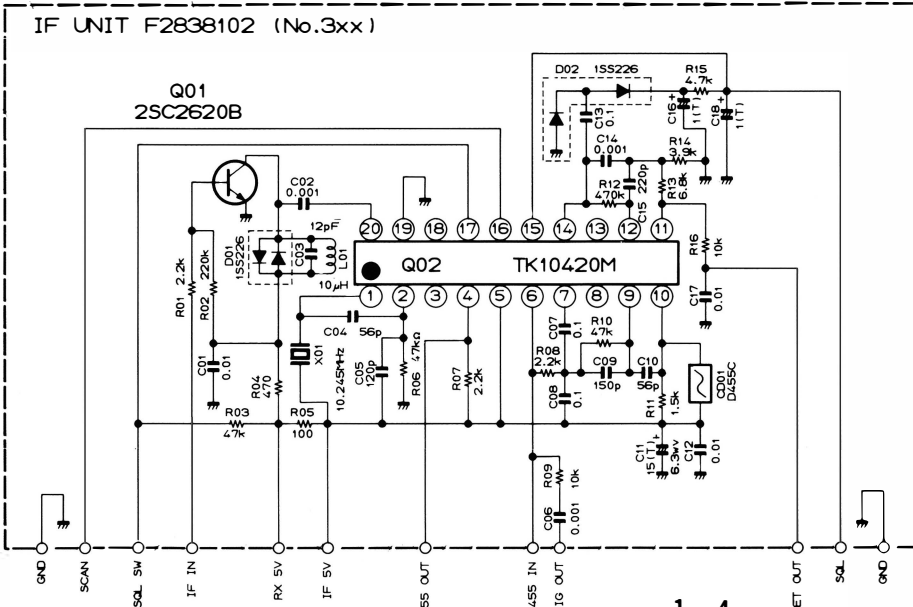 IF UNIT F2838102 (No.3xx)
Q01
2SC2620B
D02
1SS226
R15
4.7k
C16
+
1(T)
C18
+
1(T)
C13
0.1
C14
0.001
R14
3.9k
R12
470k
C15
220p
R13
6.8k
C02
0.001
12pF
C03
D01
1SS226
L01
10μH
R01
2.2k
R02
220k
20
19
18
17
16
15
14
13
12
11
Q02
TK10420M
1
2
3
4
5
6
7
8
9
10
R16
10k
C17
0.01
C04
56p
X01
10.245MHz
C05
120p
R06
47kΩ
R07
2.2k
C07
0.1
R10
47k
R08
2.2k
C09
150p
C10
56p
C08
0.1
R11
1.5k
CD01
D455C
C01
0.01
R04
470
R03
47k
R05
100
C11
15(T)
+
6.3wv
C12
0.01
R09
10k
C06
0.001
GND
SCAN
SQL SW
IF IN
RX 5V
IF 5V
55 OUT
455 IN
IG OUT
ET OUT
SQL
GND